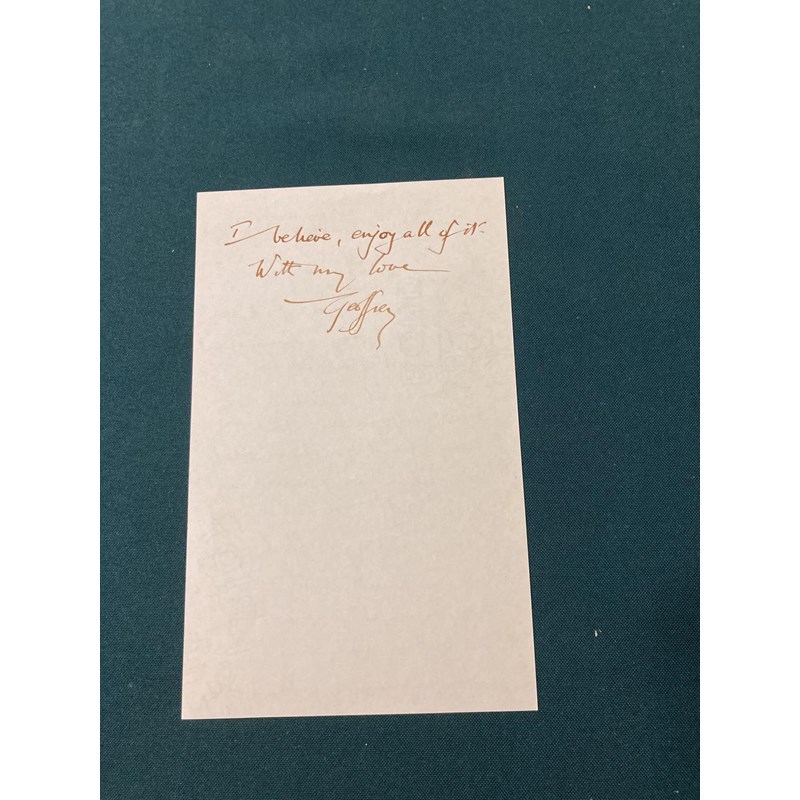 I believe, enjoy all of it.
With my love
Geoffrey